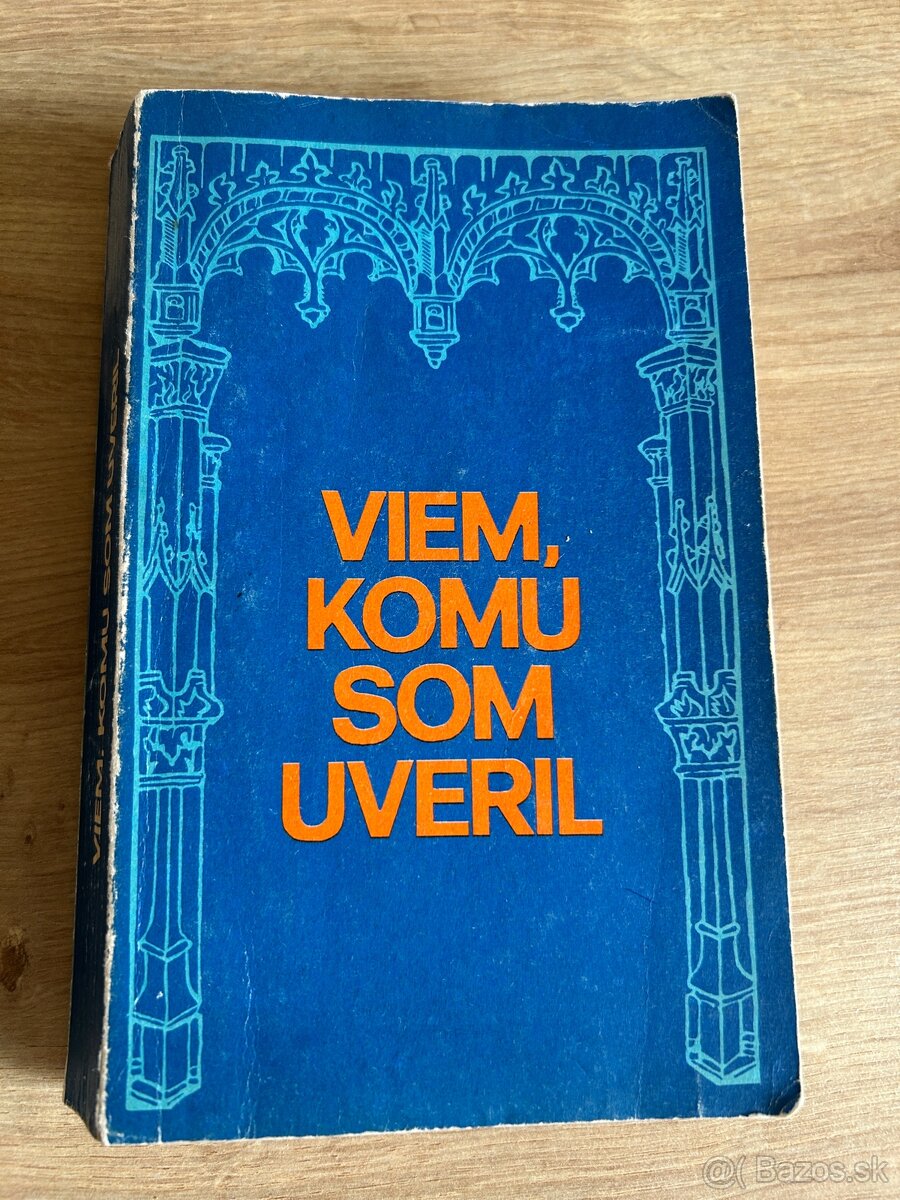 VIEM,
KOMU
SOM
UVERIL
VIEM, KOMU SOM UVERIL
@( Bazos.sk